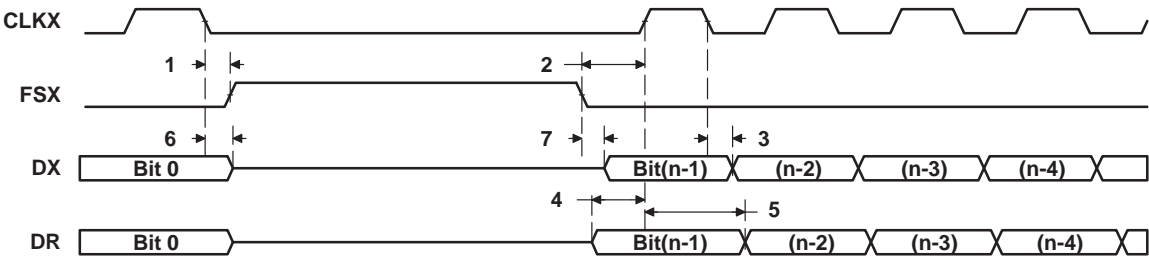 CLKX
1 2
FSX
6 7 3
DX Bit 0 Bit(n-1) (n-2) (n-3) (n-4)
4 5
DR Bit 0 Bit(n-1) (n-2) (n-3) (n-4)